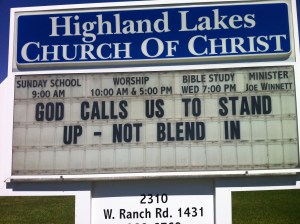 Highland Lakes
CHURCH OF CHRIST
SUNDAY SCHOOL WORSHIP BIBLE STUDY MINISTER
9:00 AM 10:00 AM & 5:00 PM WED 7:00 PM JOE WINNETT
GOD CALLS US TO STAND
UP - NOT BLEND IN
2310
W. Ranch Rd. 1431